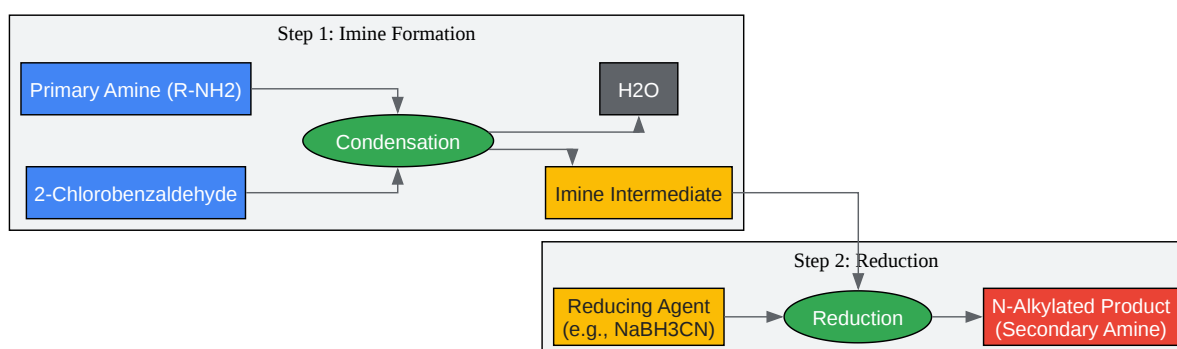 Step 1: Imine Formation
Primary Amine (R-NH2)
H2O
Condensation
2-Chlorobenzaldehyde
Imine Intermediate
Step 2: Reduction
Reducing Agent
(e.g., NaBH3CN)
Reduction
N-Alkylated Product
(Secondary Amine)